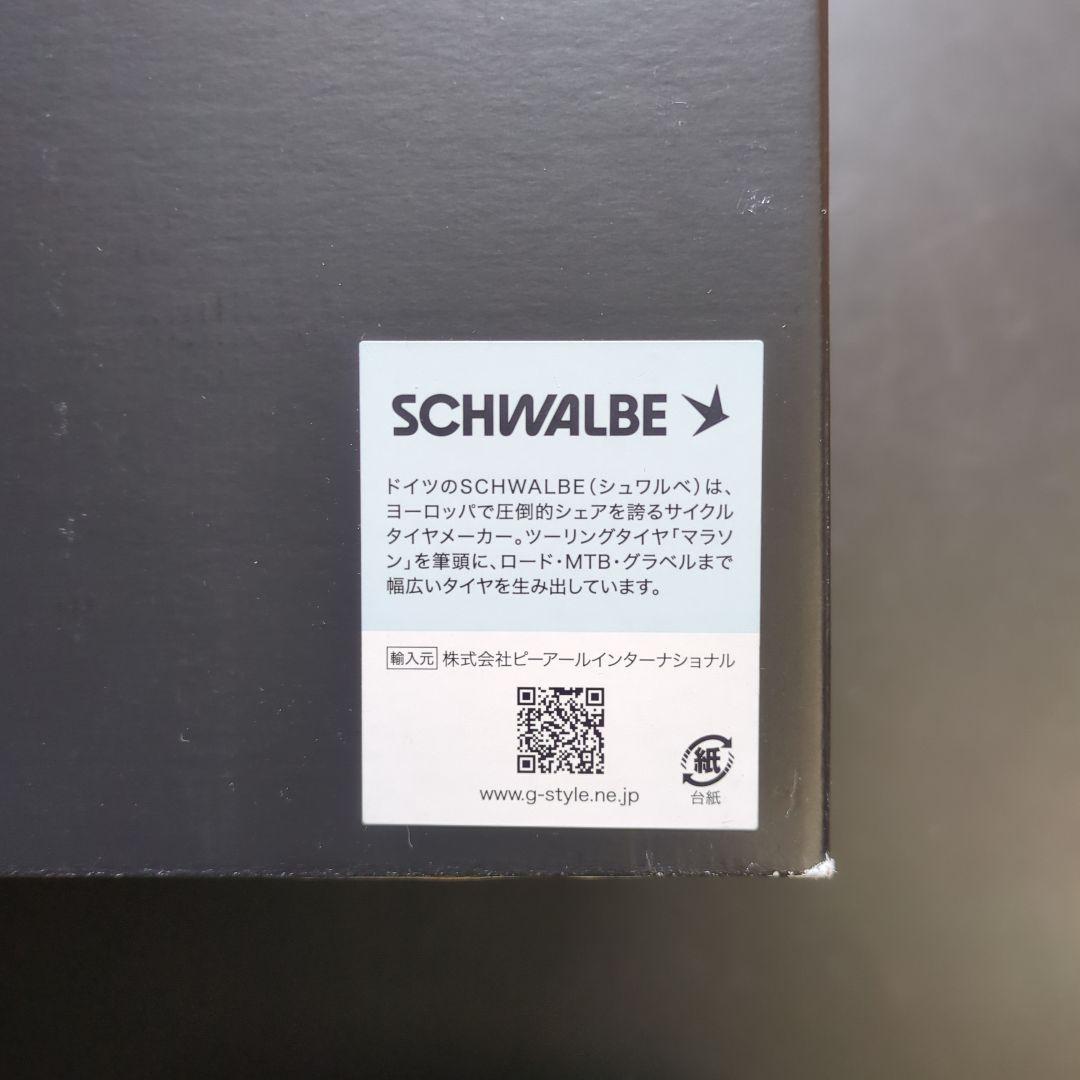 SCHWALBE
ドイツのSCHWALBE（シュワルベ）は、
ヨーロッパで圧倒的シェアを誇るサイクル
タイヤメーカー。ツーリングタイヤ「マラソ
ン」を筆頭に、ロード・MTB・グラベルまで
幅広いタイヤを生み出しています。
輸入元 株式会社ピーアールインターナショナル
www.g-style.ne.jp
紙
台紙